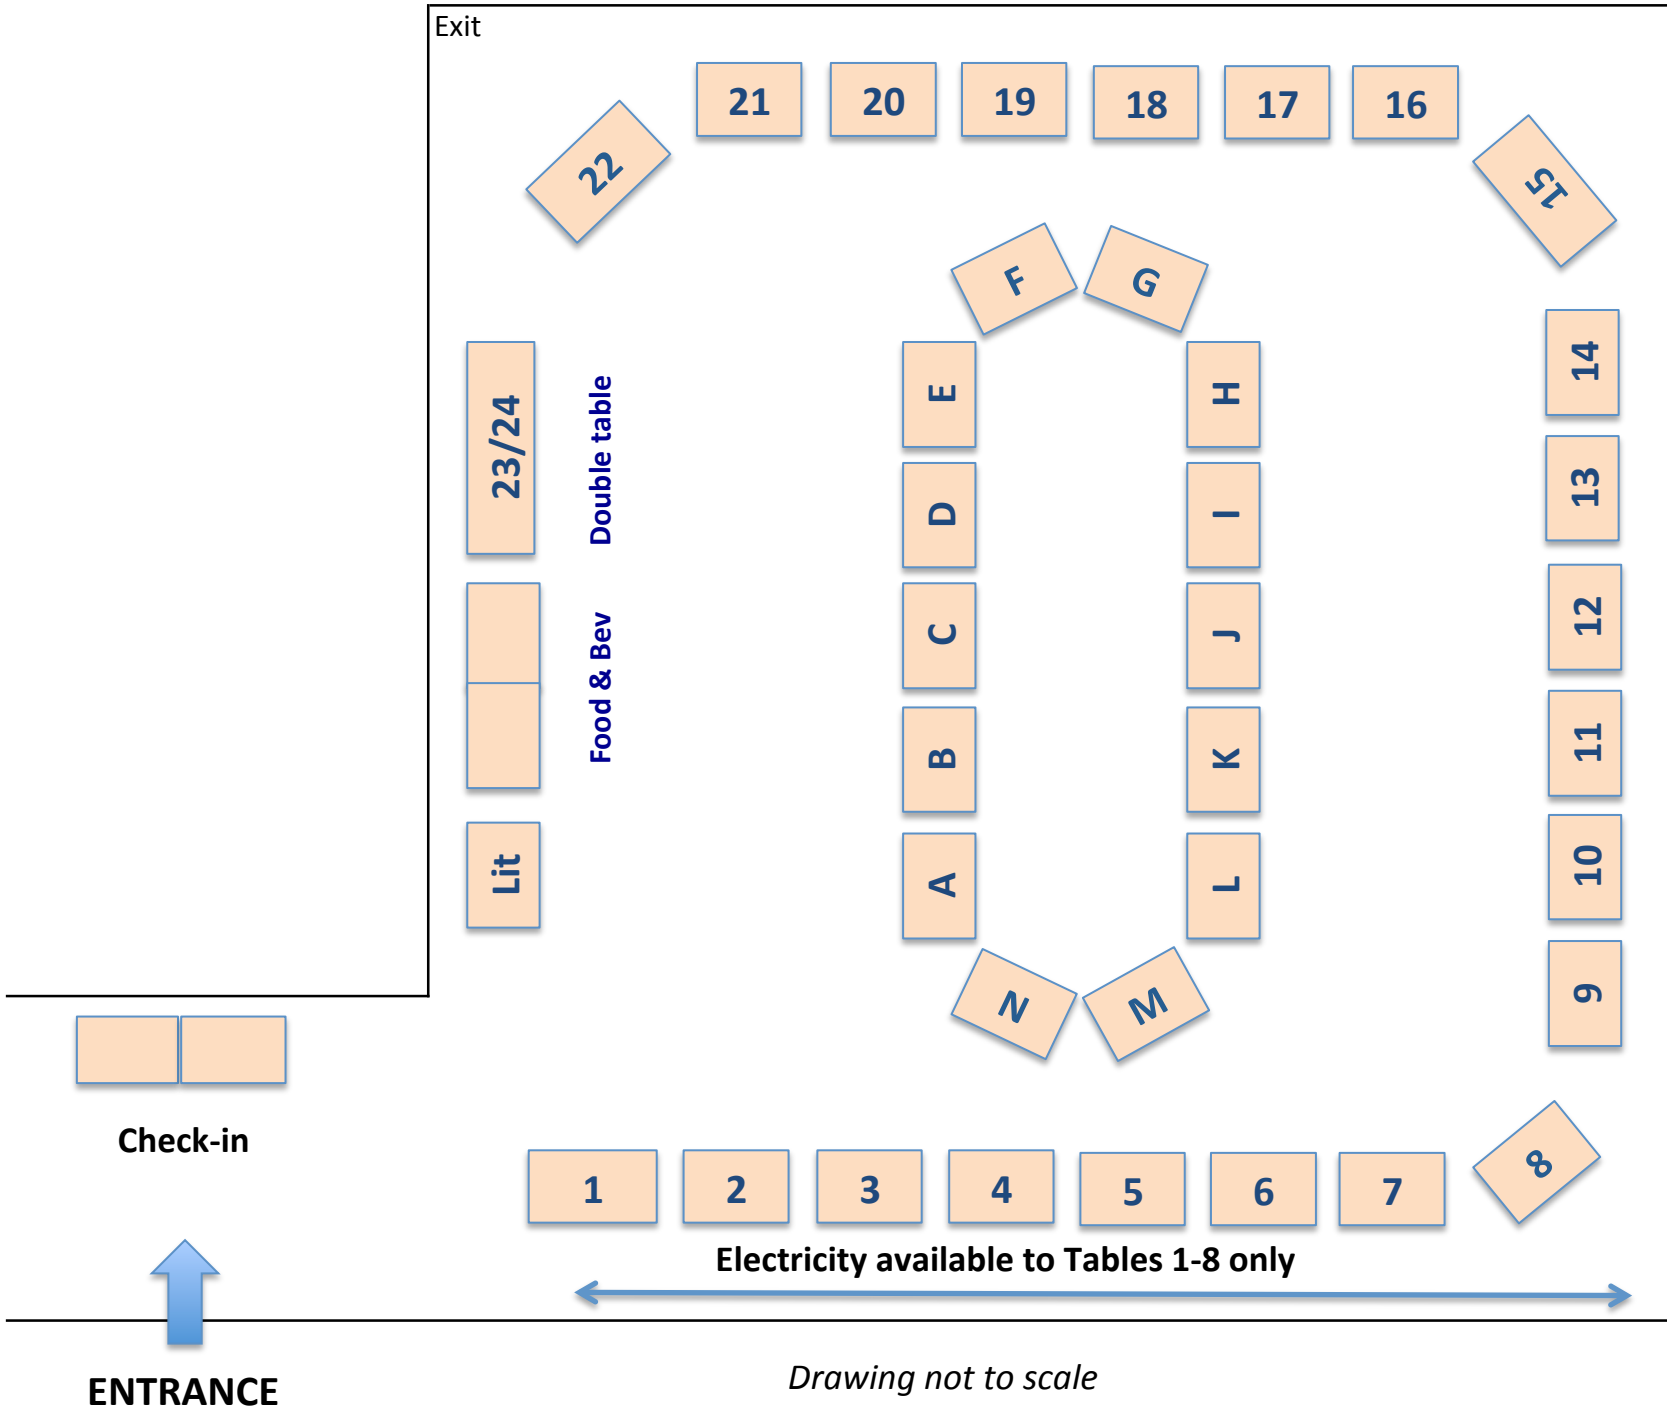 Exit
21 20 19 18 17 16
22
15
F G
E H
14
23/24
Double table
D I
13
C J
12
Food & Bev
B K
11
Lit
A L
10
N M
9
Check-in
8
1 2 3 4 5 6 7
Electricity available to Tables 1-8 only
Drawing not to scale
ENTRANCE